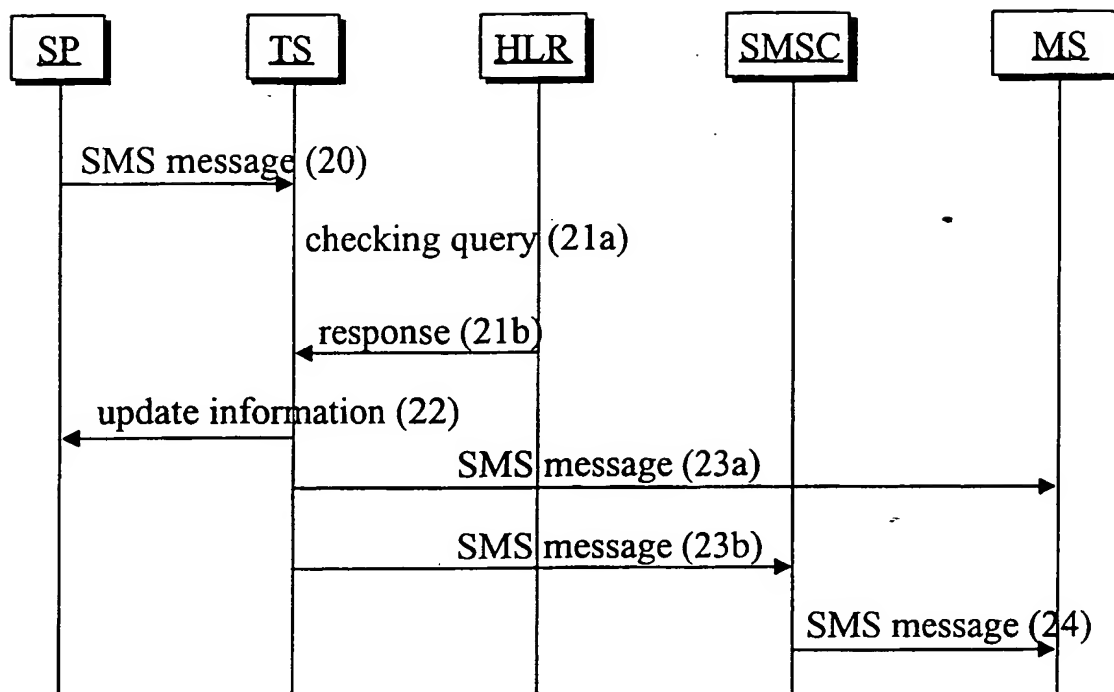 SP TS HLR SMSC MS
SMS message (20)
checking query (21a)
response (21b)
update information (22)
SMS message (23a)
SMS message (23b)
SMS message (24)